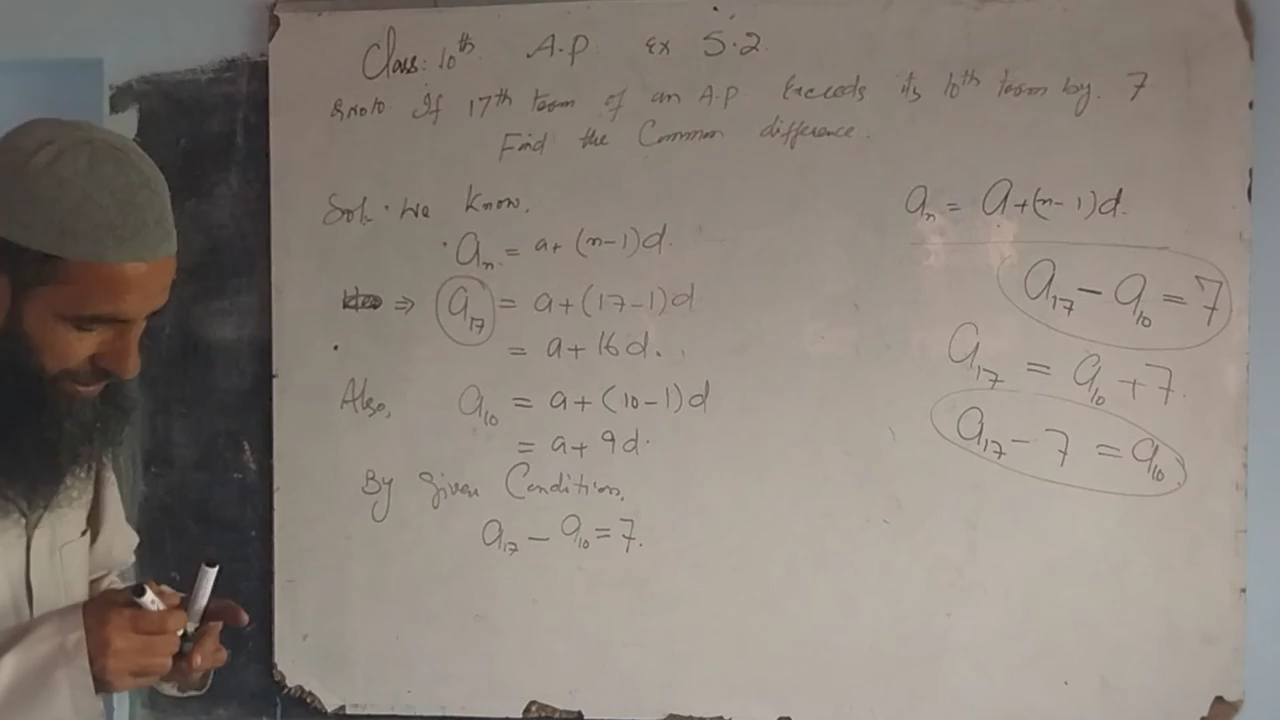 Class: 10th A.P Ex 5.2
If 17th term of an A.P Exceeds its 10th term by 7
Find the Common difference.
Sol: We Know,
aₙ = a+(n-1)d.
⇒ a₁₇ = a+(17-1)d
= a+16d.
Also, a₁₀ = a+(10-1)d
= a+9d.
By Given Condition,
a₁₇ - a₁₀ = 7.
aₙ = a+(n-1)d.
a₁₇ - a₁₀ = 7
a₁₇ = a₁₀ + 7.
a₁₇ - 7 = a₁₀